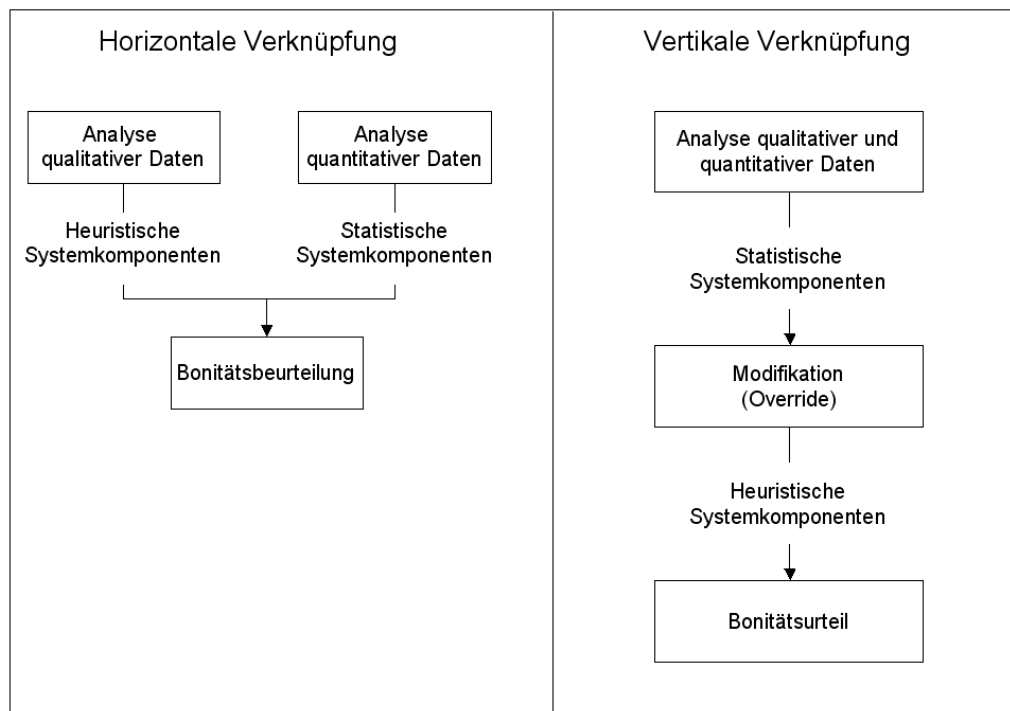 Horizontale Verknüpfung
Analyse
qualitativer Daten
Analyse
quantitativer Daten
Heuristische
Systemkomponenten
Statistische
Systemkomponenten
Bonitätsbeurteilung
Vertikale Verknüpfung
Analyse qualitativer und
quantitativer Daten
Statistische
Systemkomponenten
Modifikation
(Override)
Heuristische
Systemkomponenten
Bonitätsurteil